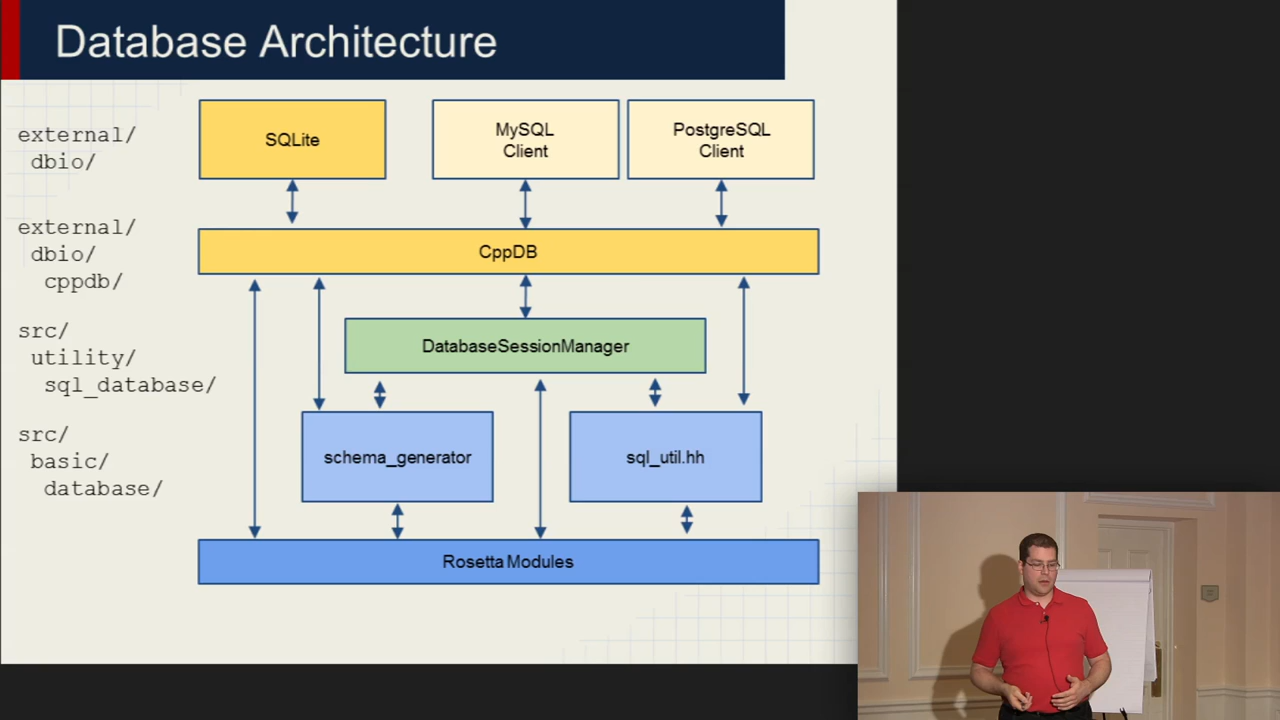 Database Architecture
external/
dbio/
SQLite
MySQL
Client
PostgreSQL
Client
external/
dbio/
cppdb/
CppDB
src/
utility/
sql_database/
DatabaseSessionManager
src/
basic/
database/
schema_generator
sql_util.hh
Rosetta Modules